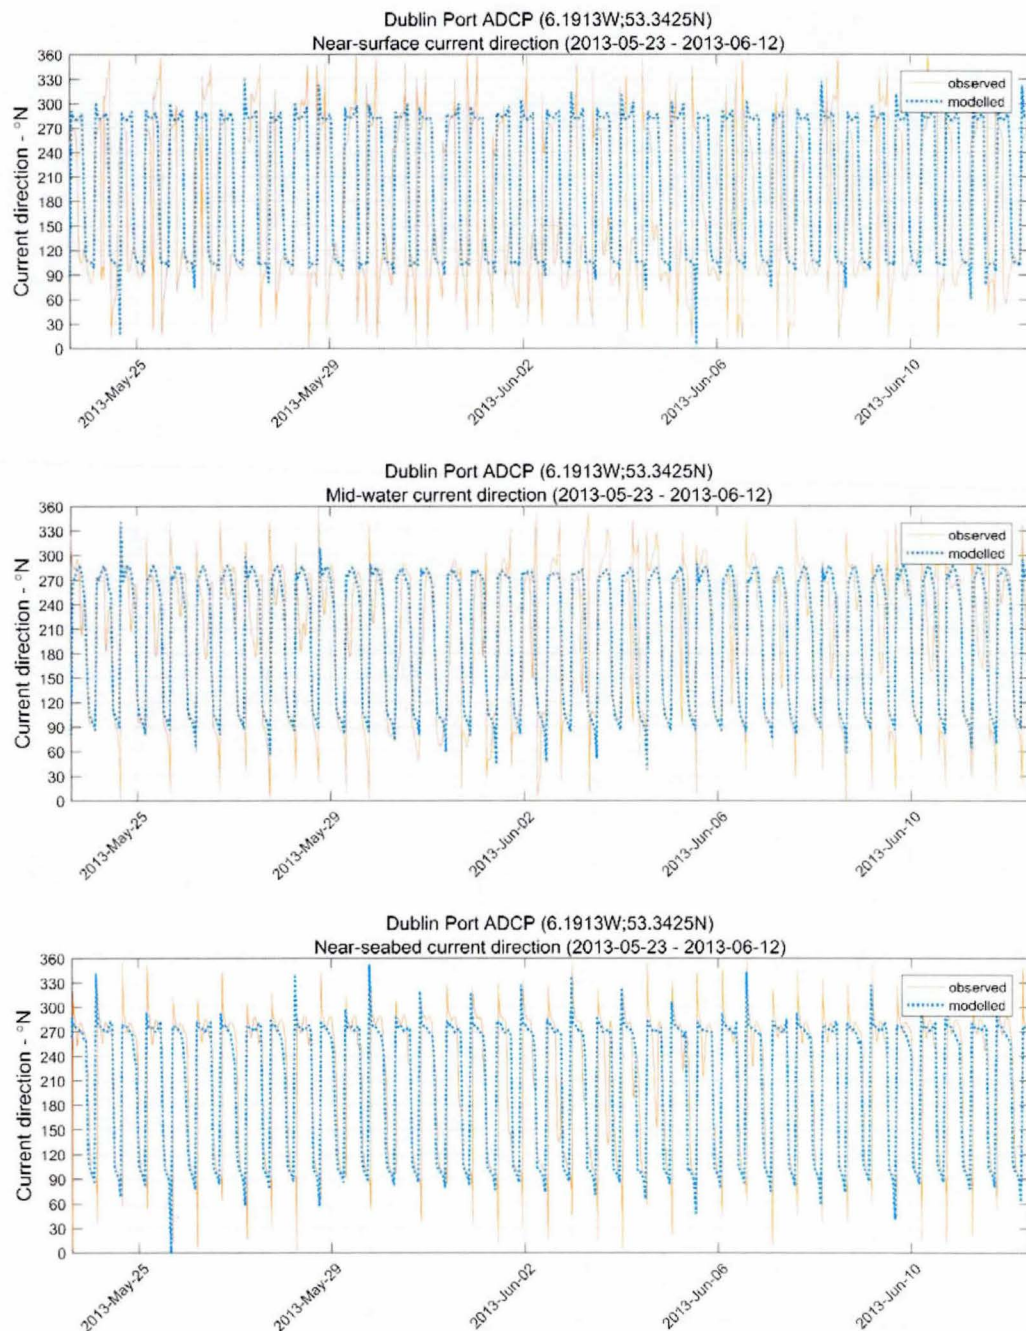 Dublin Port ADCP (6.1913W;53.3425N)
Near-surface current direction (2013-05-23 - 2013-06-12)
Current direction - °N
360
330
300
270
240
210
180
150
120
90
60
30
0
observed
modelled
2013-May-25
2013-May-29
2013-Jun-02
2013-Jun-06
2013-Jun-10
Dublin Port ADCP (6.1913W;53.3425N)
Mid-water current direction (2013-05-23 - 2013-06-12)
Current direction - °N
360
330
300
270
240
210
180
150
120
90
60
30
0
observed
modelled
2013-May-25
2013-May-29
2013-Jun-02
2013-Jun-06
2013-Jun-10
Dublin Port ADCP (6.1913W;53.3425N)
Near-seabed current direction (2013-05-23 - 2013-06-12)
Current direction - °N
360
330
300
270
240
210
180
150
120
90
60
30
0
observed
modelled
2013-May-25
2013-May-29
2013-Jun-02
2013-Jun-06
2013-Jun-10